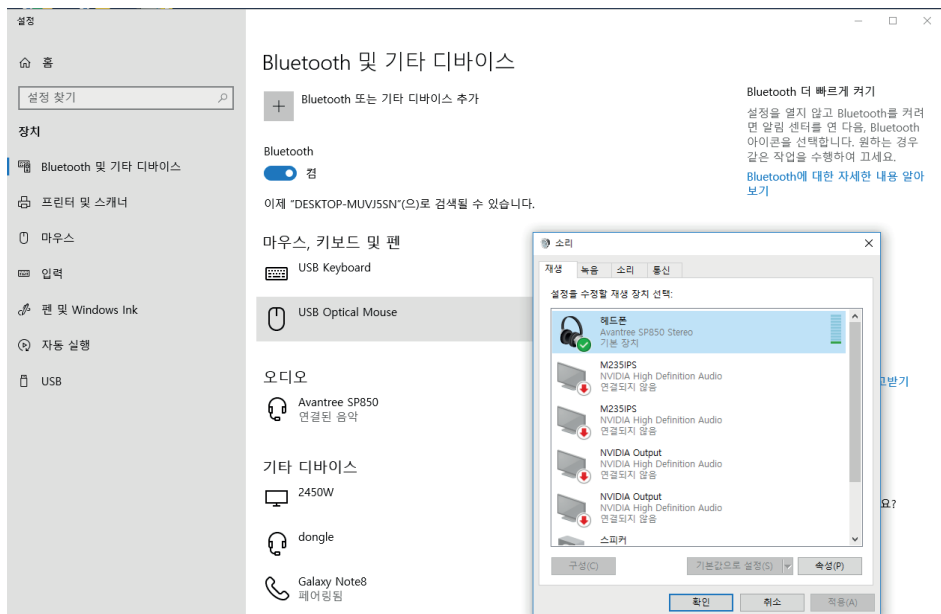 설정
홈
설정 찾기
장치
Bluetooth 및 기타 디바이스
프린터 및 스캐너
마우스
입력
펜 및 Windows Ink
자동 실행
USB
Bluetooth 및 기타 디바이스
Bluetooth 또는 기타 디바이스 추가
Bluetooth
켬
이제 "DESKTOP-MUVJ5SN"(으)로 검색될 수 있습니다.
마우스, 키보드 및 펜
USB Keyboard
USB Optical Mouse
오디오
Avantree SP850
연결된 음악
기타 디바이스
2450W
dongle
Galaxy Note8
페어링됨
Bluetooth 더 빠르게 켜기
설정을 열지 않고 Bluetooth를 켜려
면 알림 센터를 연 다음, Bluetooth
아이콘을 선택합니다. 원하는 경우
같은 작업을 수행하여 끄세요.
Bluetooth에 대한 자세한 내용 알아
보기
고받기
요?
소리
재생
녹음
소리
통신
설정을 수정할 재생 장치 선택:
헤드폰
Avantree SP850 Stereo
기본 장치
M235IPS
NVIDIA High Definition Audio
연결되지 않음
M235IPS
NVIDIA High Definition Audio
연결되지 않음
NVIDIA Output
NVIDIA High Definition Audio
연결되지 않음
NVIDIA Output
NVIDIA High Definition Audio
연결되지 않음
스피커
구성(C)
기본값으로 설정(S)
속성(P)
확인
취소
적용(A)